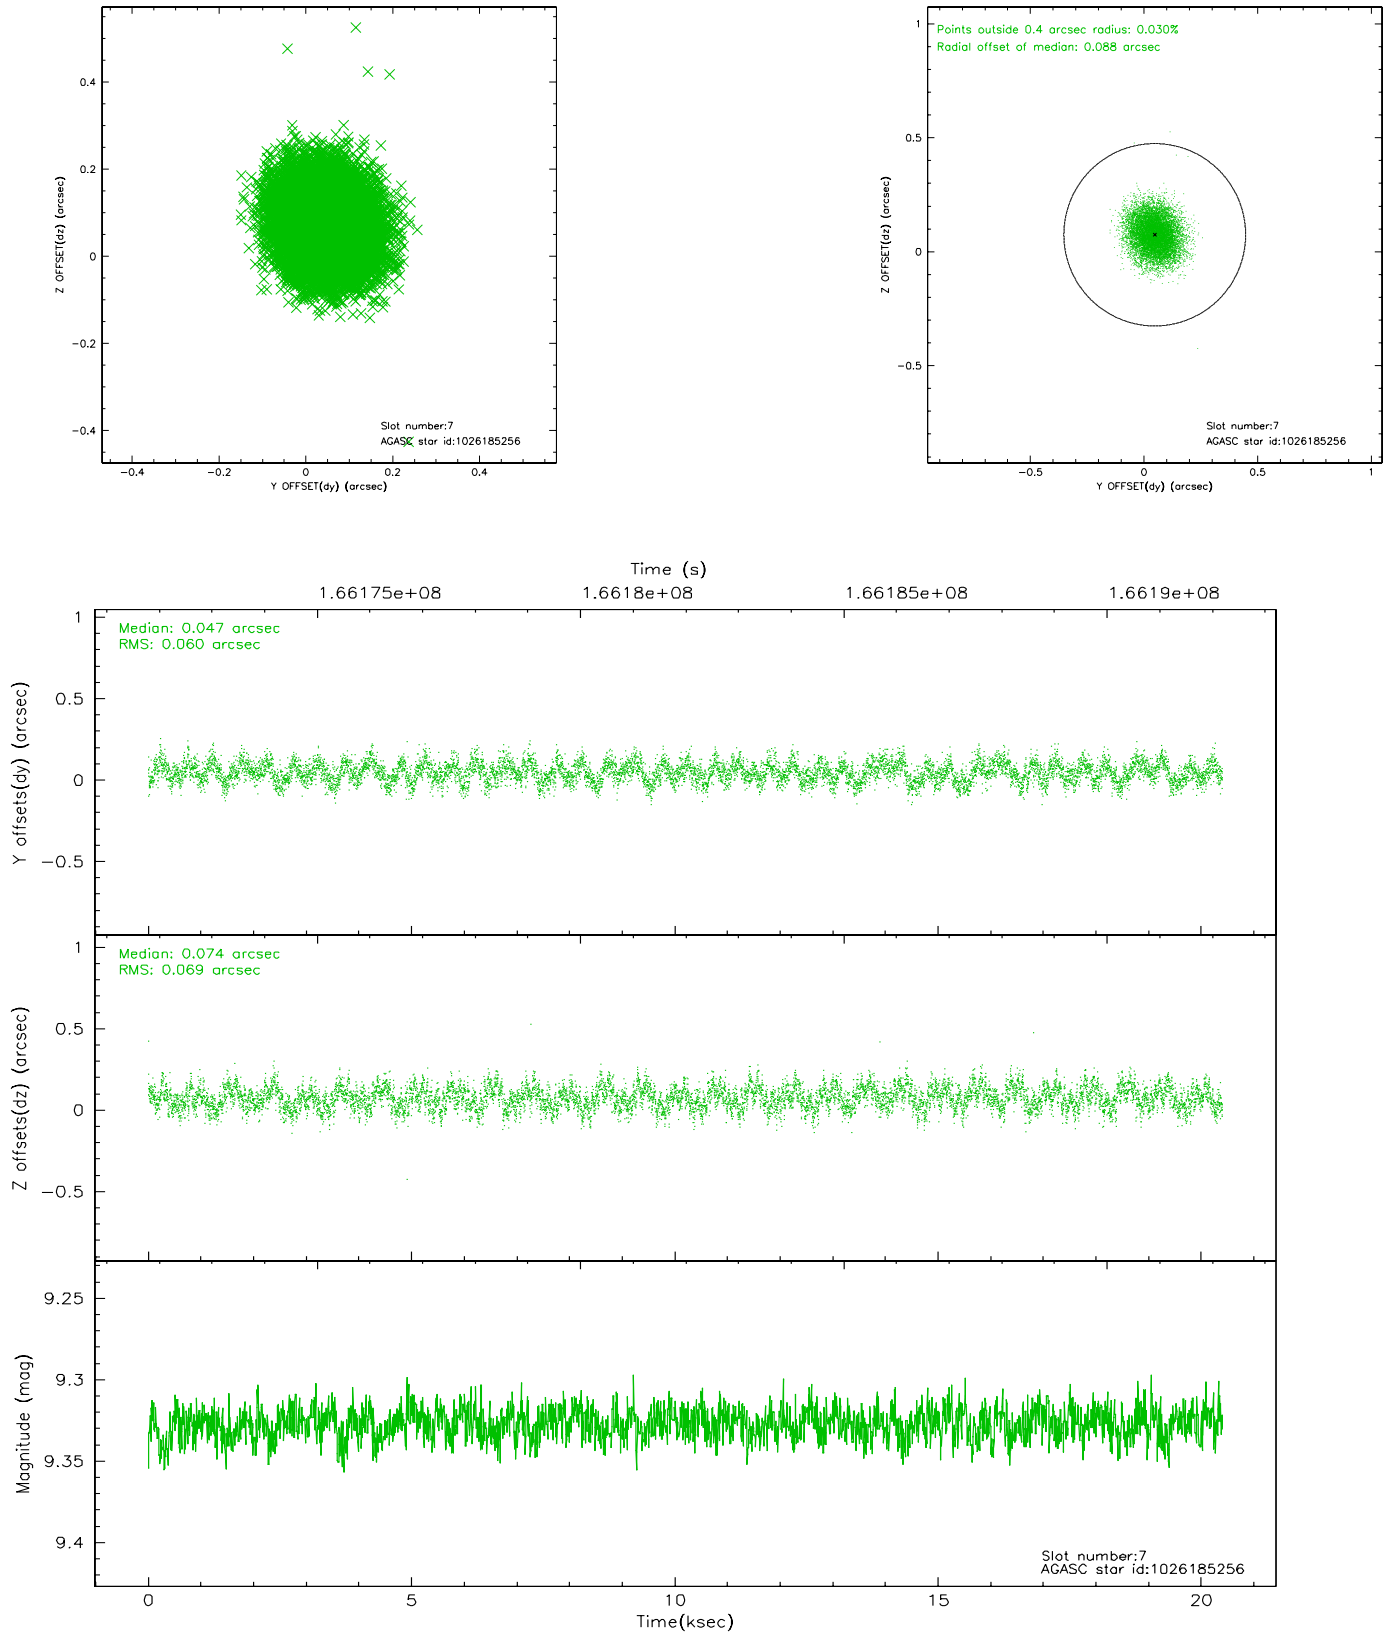 0.4
0.2
0
−0.2
−0.4
Z OFFSET(dz) (arcsec)
Slot number:7
AGASC star id:1026185256
−0.4 −0.2 0 0.2 0.4
Y OFFSET(dy) (arcsec)
Points outside 0.4 arcsec radius: 0.030%
Radial offset of median: 0.088 arcsec
1
0.5
0
−0.5
Z OFFSET(dz) (arcsec)
Slot number:7
AGASC star id:1026185256
−0.5 0 0.5 1
Y OFFSET(dy) (arcsec)
Time (s)
1.66175e+08 1.6618e+08 1.66185e+08 1.6619e+08
Median: 0.047 arcsec
RMS: 0.060 arcsec
1
0.5
0
−0.5
Y offsets(dy) (arcsec)
Median: 0.074 arcsec
RMS: 0.069 arcsec
1
0.5
0
−0.5
Z offsets(dz) (arcsec)
9.25
9.3
9.35
9.4
Magnitude (mag)
Slot number:7
AGASC star id:1026185256
0 5 10 15 20
Time(ksec)